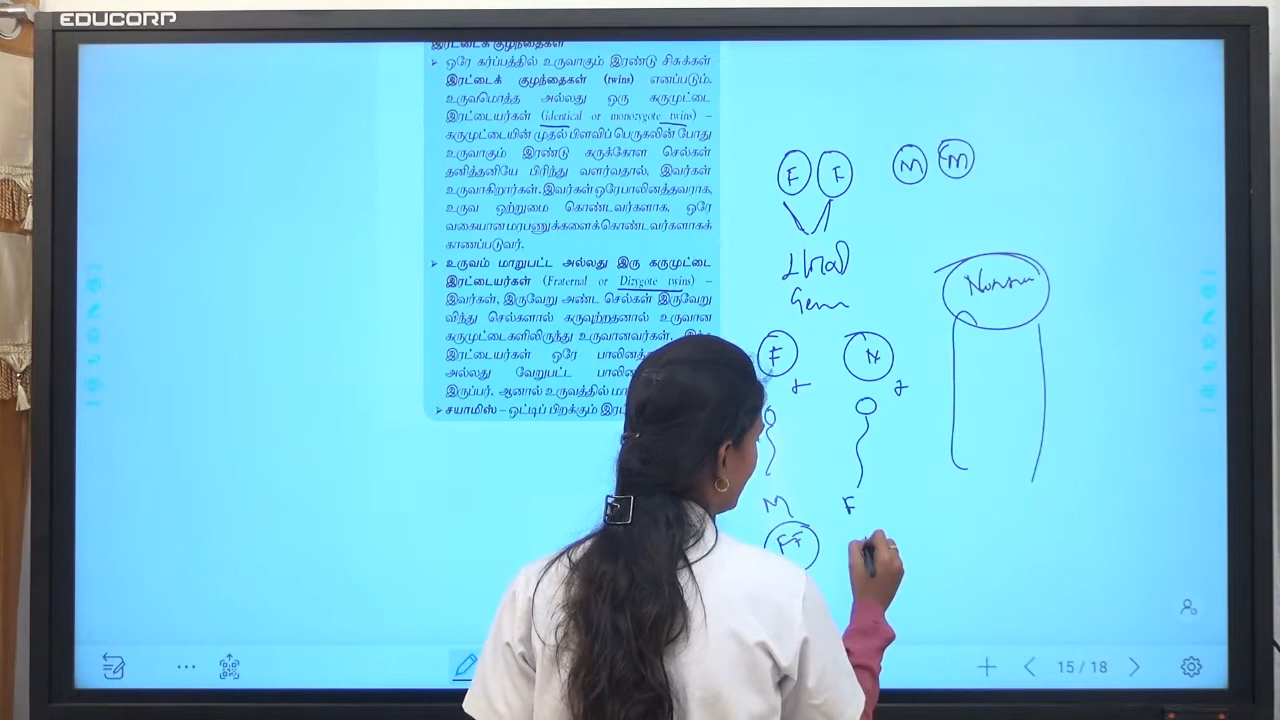 EDUCORP
இரட்டைக் குழந்தைகள்
➤ ஒரே கர்ப்பத்தில் உருவாகும் இரண்டு சிசுக்கள்
இரட்டைக் குழந்தைகள் (twins) எனப்படும்.
உருவமொத்த அல்லது ஒரு கருமுட்டை
இரட்டையர்கள் (identical or monozygote twins) –
கருமுட்டையின் முதல் பிளவிப் பெருகலின் போது
உருவாகும் இரண்டு கருக்கோள செல்கள்
தனித்தனியே பிரிந்து வளர்வதால், இவர்கள்
உருவாகிறார்கள். இவர்கள் ஒரே பாலினத்தவராக,
உருவ ஒற்றுமை கொண்டவர்களாக, ஒரே
வகையான மரபணுக்களைக் கொண்டவர்களாகக்
காணப்படுவர்.
➤ உருவம் மாறுபட்ட அல்லது இரு கருமுட்டை
இரட்டையர்கள் (Fraternal or Dizygote twins) –
இவர்கள், இருவேறு அண்ட செல்கள் இருவேறு
விந்து செல்களால் கருவுற்றதனால் உருவான
கருமுட்டைகளிலிருந்து உருவானவர்கள்.
இரட்டையர்கள் ஒரே
அல்லது வேறுபட்ட
இருப்பர். ஆனால் உருவத்தில்
➤ சயாமிஸ் – ஒட்டிப் பிறக்கும்
F F M M
Gen
F
M F
FF
15 / 18